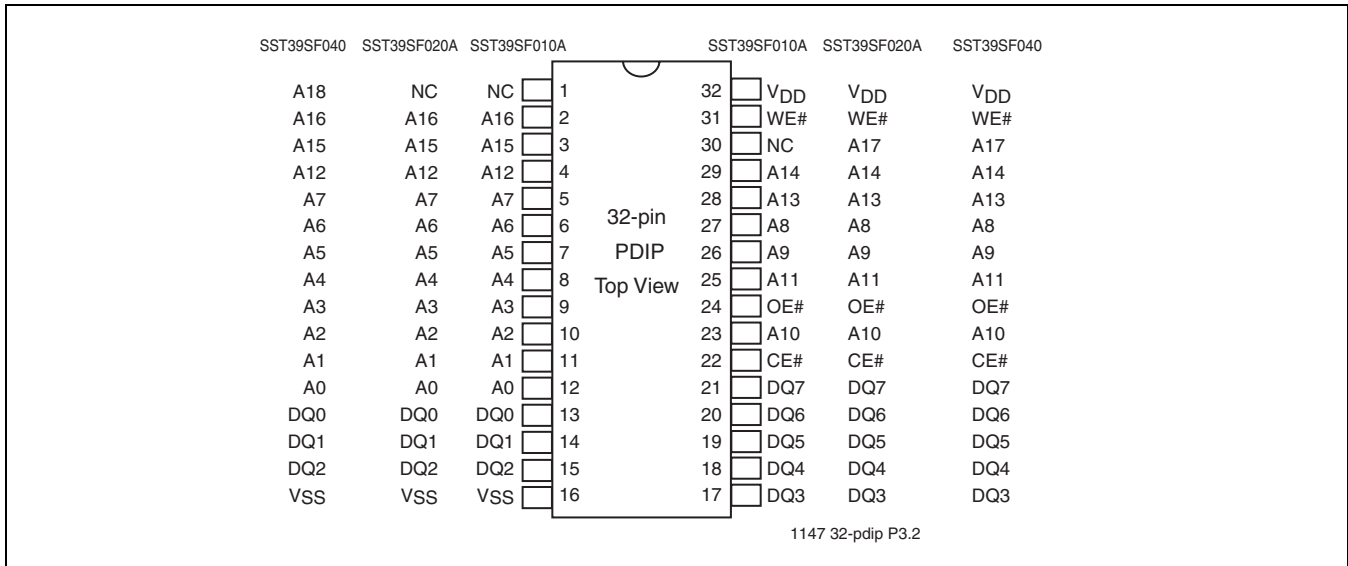 SST39SF040 SST39SF020A SST39SF010A SST39SF010A SST39SF020A SST39SF040
A18 NC NC 1 32 VDD VDD VDD
A16 A16 A16 2 31 WE# WE# WE#
A15 A15 A15 3 30 NC A17 A17
A12 A12 A12 4 29 A14 A14 A14
A7 A7 A7 5 28 A13 A13 A13
A6 A6 A6 6 32-pin 27 A8 A8 A8
A5 A5 A5 7 PDIP 26 A9 A9 A9
A4 A4 A4 8 Top View 25 A11 A11 A11
A3 A3 A3 9 24 OE# OE# OE#
A2 A2 A2 10 23 A10 A10 A10
A1 A1 A1 11 22 CE# CE# CE#
A0 A0 A0 12 21 DQ7 DQ7 DQ7
DQ0 DQ0 DQ0 13 20 DQ6 DQ6 DQ6
DQ1 DQ1 DQ1 14 19 DQ5 DQ5 DQ5
DQ2 DQ2 DQ2 15 18 DQ4 DQ4 DQ4
VSS VSS VSS 16 17 DQ3 DQ3 DQ3
1147 32-pdip P3.2